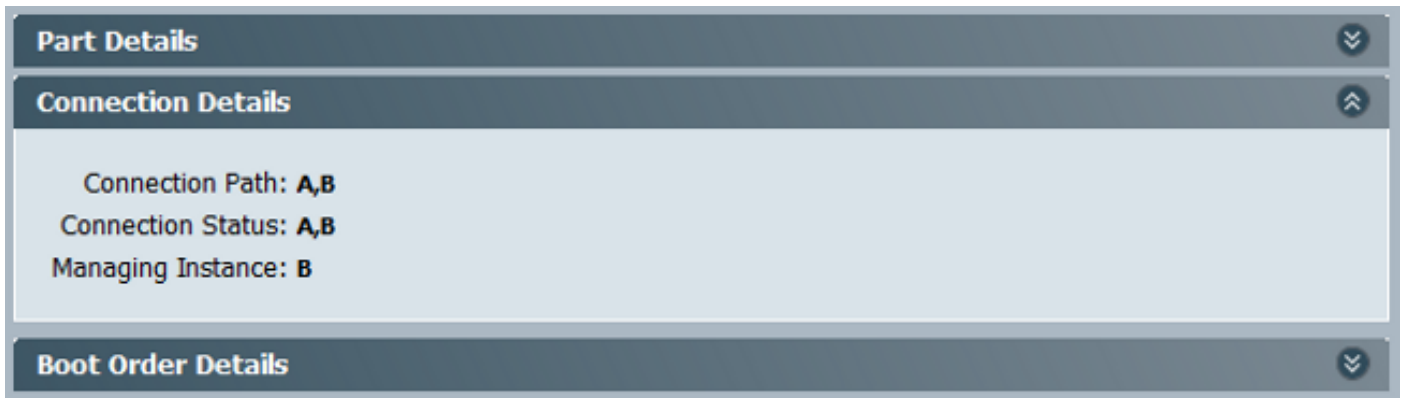 Part Details
Connection Details
Connection Path: A,B
Connection Status: A,B
Managing Instance: B
Boot Order Details